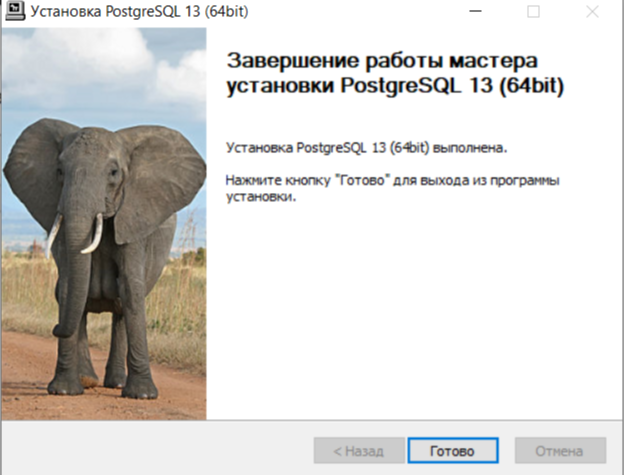 Установка PostgreSQL 13 (64bit)
Завершение работы мастера
установки PostgreSQL 13 (64bit)
Установка PostgreSQL 13 (64bit) выполнена.
Нажмите кнопку "Готово" для выхода из программы
установки.
< Назад
Готово
Отмена